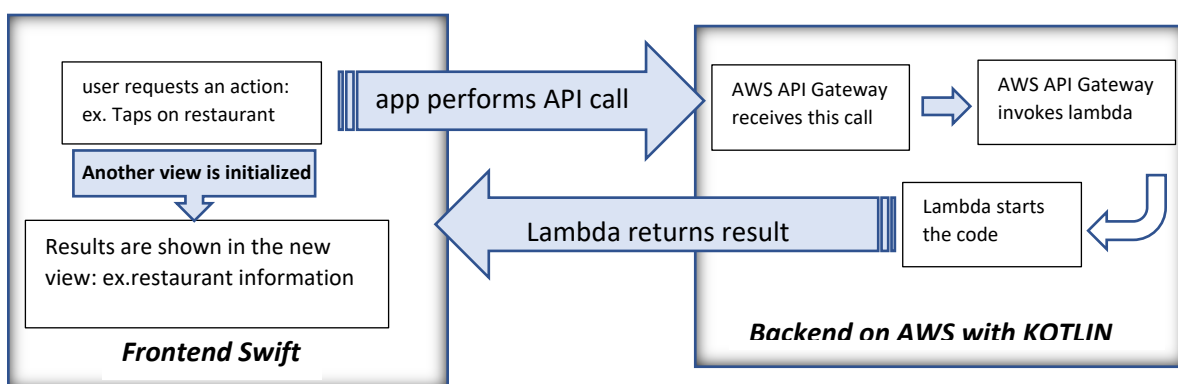 user requests an action:
ex. Taps on restaurant
Another view is initialized
Results are shown in the new
view: ex.restaurant information
Frontend Swift
app performs API call
Lambda returns result
AWS API Gateway
receives this call
AWS API Gateway
invokes lambda
Lambda starts
the code
Backend on AWS with KOTLIN